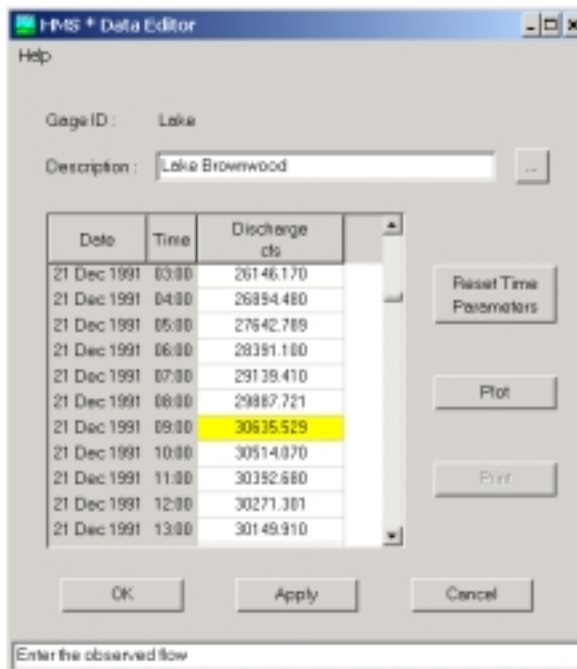 HMS * Data Editor
Help
Gage ID : Lake
Description : Lake Brownwood ...
Date Time Discharge cfs
21 Dec 1991 03:00 26146.170
21 Dec 1991 04:00 26894.480
21 Dec 1991 05:00 27642.789
21 Dec 1991 06:00 28391.100
21 Dec 1991 07:00 29139.410
21 Dec 1991 08:00 29887.721
21 Dec 1991 09:00 30635.529
21 Dec 1991 10:00 30514.070
21 Dec 1991 11:00 30392.680
21 Dec 1991 12:00 30271.301
21 Dec 1991 13:00 30149.910
Reset Time
Parameters
Plot
Print
OK Apply Cancel
Enter the observed flow